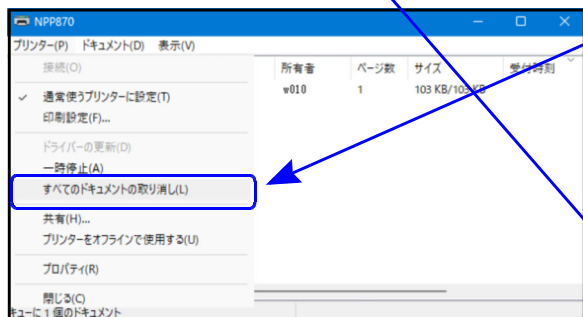 NPP870
プリンター(P) ドキュメント(D) 表示(V)
所有者 ページ数 サイズ 受付時刻
w010 1 103 KB/103 KB
接続(O)
通常使うプリンターに設定(T)
印刷設定(F)...
ドライバーの更新(D)
一時停止(A)
すべてのドキュメントの取り消し(L)
共有(H)...
プリンターをオフラインで使用する(U)
プロパティ(R)
閉じる(C)
キューに 1 個のドキュメント